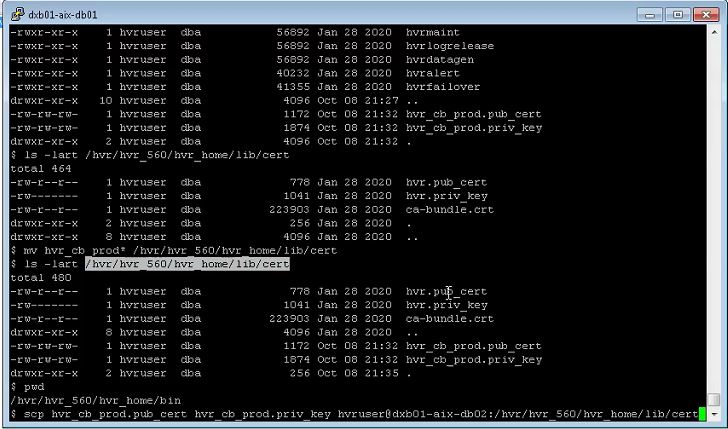 dxb01-aix-db01
-rwxr-xr-x 1 hvruser dba 56892 Jan 28 2020 hvrmaint
-rwxr-xr-x 1 hvruser dba 56892 Jan 28 2020 hvrlogrelease
-rwxr-xr-x 1 hvruser dba 56892 Jan 28 2020 hvrdatagen
-rwxr-xr-x 1 hvruser dba 40232 Jan 28 2020 hvralert
-rwxr-xr-x 1 hvruser dba 41355 Jan 28 2020 hvrfailover
drwxr-xr-x 10 hvruser dba 4096 Oct 08 21:27 ..
-rw-rw-rw- 1 hvruser dba 1172 Oct 08 21:32 hvr_cb_prod.pub_cert
-rw-rw-rw- 1 hvruser dba 1874 Oct 08 21:32 hvr_cb_prod.priv_key
drwxr-xr-x 2 hvruser dba 4096 Oct 08 21:32 .
$ ls -lart /hvr/hvr_560/hvr_home/lib/cert
total 464
-rw-r--r-- 1 hvruser dba 778 Jan 28 2020 hvr.pub_cert
-rw------- 1 hvruser dba 1041 Jan 28 2020 hvr.priv_key
-rw-r--r-- 1 hvruser dba 223903 Jan 28 2020 ca-bundle.crt
drwxr-xr-x 2 hvruser dba 256 Jan 28 2020 .
drwxr-xr-x 8 hvruser dba 4096 Jan 28 2020 ..
$ mv hvr_cb_prod* /hvr/hvr_560/hvr_home/lib/cert
$ ls -lart /hvr/hvr_560/hvr_home/lib/cert
total 480
-rw-r--r-- 1 hvruser dba 778 Jan 28 2020 hvr.pub_cert
-rw------- 1 hvruser dba 1041 Jan 28 2020 hvr.priv_key
-rw-r--r-- 1 hvruser dba 223903 Jan 28 2020 ca-bundle.crt
drwxr-xr-x 8 hvruser dba 4096 Jan 28 2020 ..
-rw-rw-rw- 1 hvruser dba 1172 Oct 08 21:32 hvr_cb_prod.pub_cert
-rw-rw-rw- 1 hvruser dba 1874 Oct 08 21:32 hvr_cb_prod.priv_key
drwxr-xr-x 2 hvruser dba 256 Oct 08 21:35 .
$ pwd
/hvr/hvr_560/hvr_home/bin
$ scp hvr_cb_prod.pub_cert hvr_cb_prod.priv_key hvruser@dxb01-aix-db02:/hvr/hvr_560/hvr_home/lib/cert